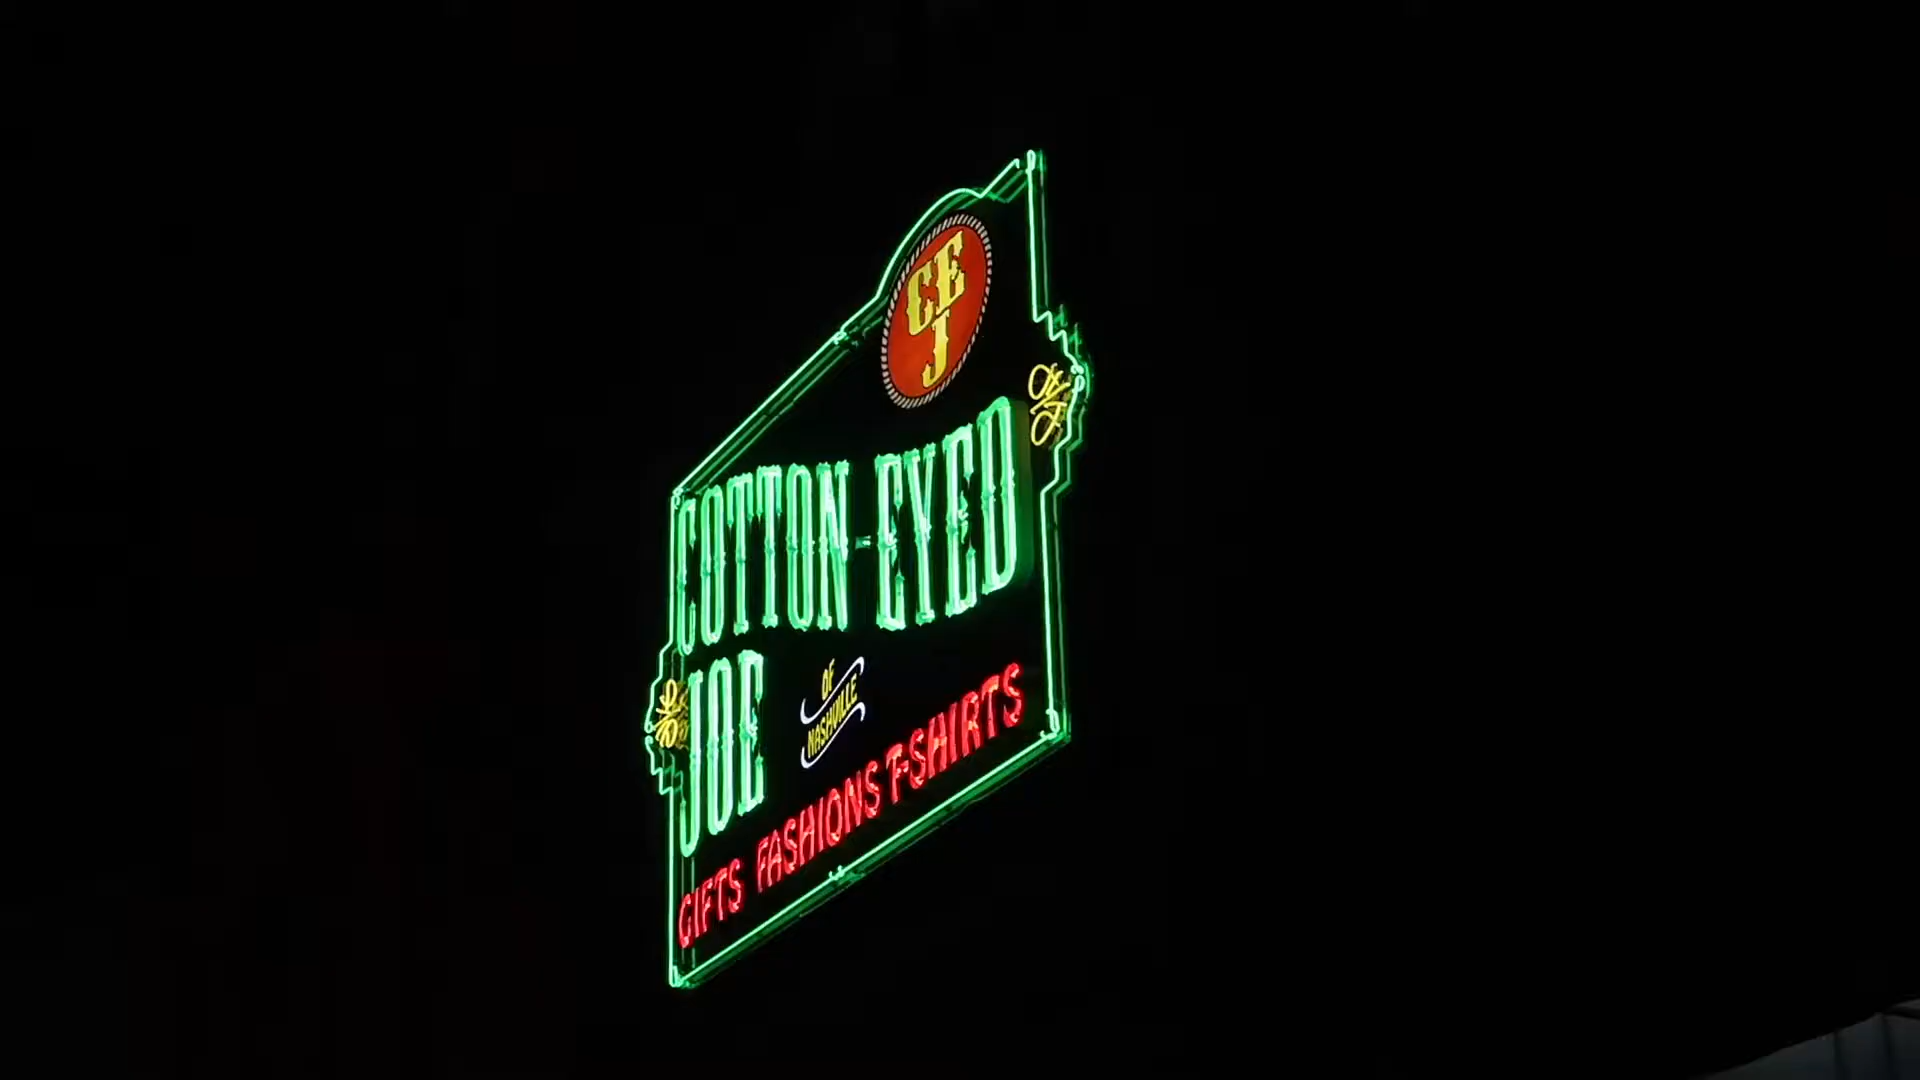 CE
J
COTTON-EYED
JOE
OF
NASHVILLE
GIFTS FASHIONS T-SHIRTS